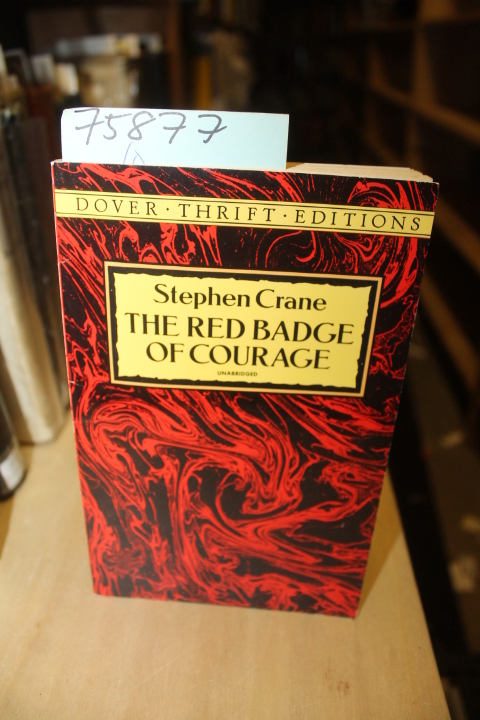 75877
DOVER · THRIFT · EDITIONS
Stephen Crane
THE RED BADGE
OF COURAGE
UNABRIDGED